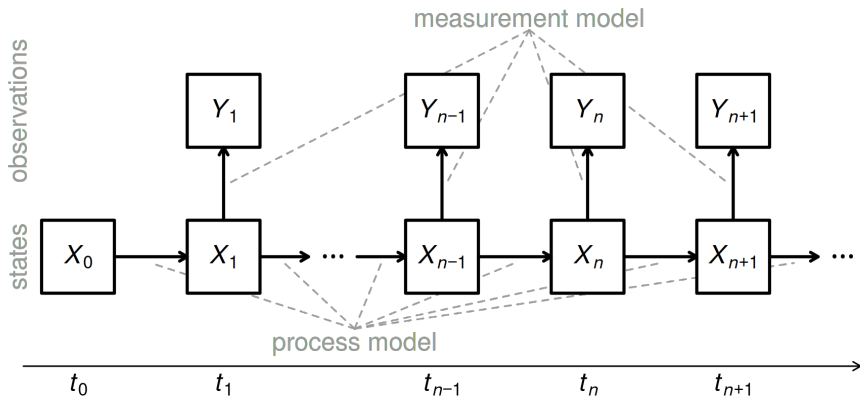 measurement model
observations
Y₁ Yₙ₋₁ Yₙ Yₙ₊₁
states
X₀ X₁ ... Xₙ₋₁ Xₙ Xₙ₊₁ ...
process model
t₀ t₁ tₙ₋₁ tₙ tₙ₊₁